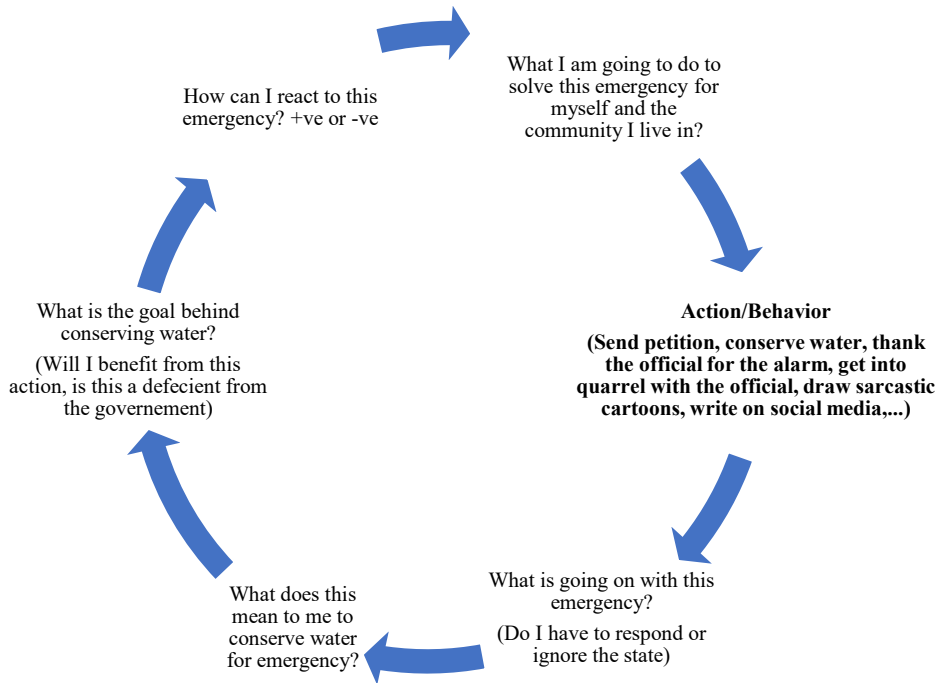 How can I react to this
emergency? +ve or -ve
What I am going to do to
solve this emergency for
myself and the
community I live in?
Action/Behavior
(Send petition, conserve water, thank
the official for the alarm, get into
quarrel with the official, draw sarcastic
cartoons, write on social media,...)
What is going on with this
emergency?
(Do I have to respond or
ignore the state)
What does this
mean to me to
conserve water
for emergency?
What is the goal behind
conserving water?
(Will I benefit from this
action, is this a defecient from
the governement)